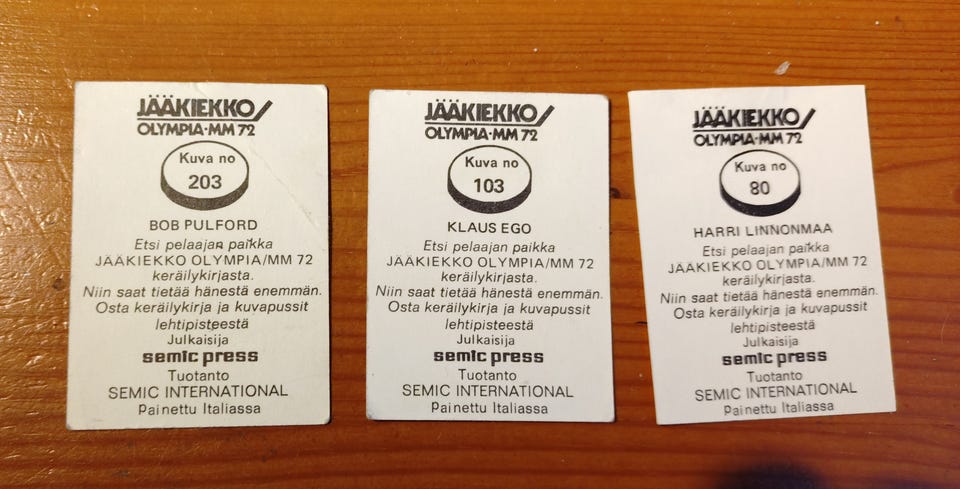 JÄÄKIEKKO
OLYMPIA-MM 72
Kuva no
203
BOB PULFORD
Etsi pelaajan paikka
JÄÄKIEKKO OLYMPIA/MM 72
keräilykirjasta.
Niin saat tietää hänestä enemmän.
Osta keräilykirja ja kuvapussit
lehtipisteestä
Julkaisija
semic press
Tuotanto
SEMIC INTERNATIONAL
Painettu Italiassa
JÄÄKIEKKO
OLYMPIA-MM 72
Kuva no
103
KLAUS EGO
Etsi pelaajan paikka
JÄÄKIEKKO OLYMPIA/MM 72
keräilykirjasta.
Niin saat tietää hänestä enemmän.
Osta keräilykirja ja kuvapussit
lehtipisteestä
Julkaisija
semic press
Tuotanto
SEMIC INTERNATIONAL
Painettu Italiassa
JÄÄKIEKKO
OLYMPIA-MM 72
Kuva no
80
HARRI LINNONMAA
Etsi pelaajan paikka
JÄÄKIEKKO OLYMPIA/MM 72
keräilykirjasta.
Niin saat tietää hänestä enemmän.
Osta keräilykirja ja kuvapussit
lehtipisteestä
Julkaisija
semic press
Tuotanto
SEMIC INTERNATIONAL
Painettu Italiassa